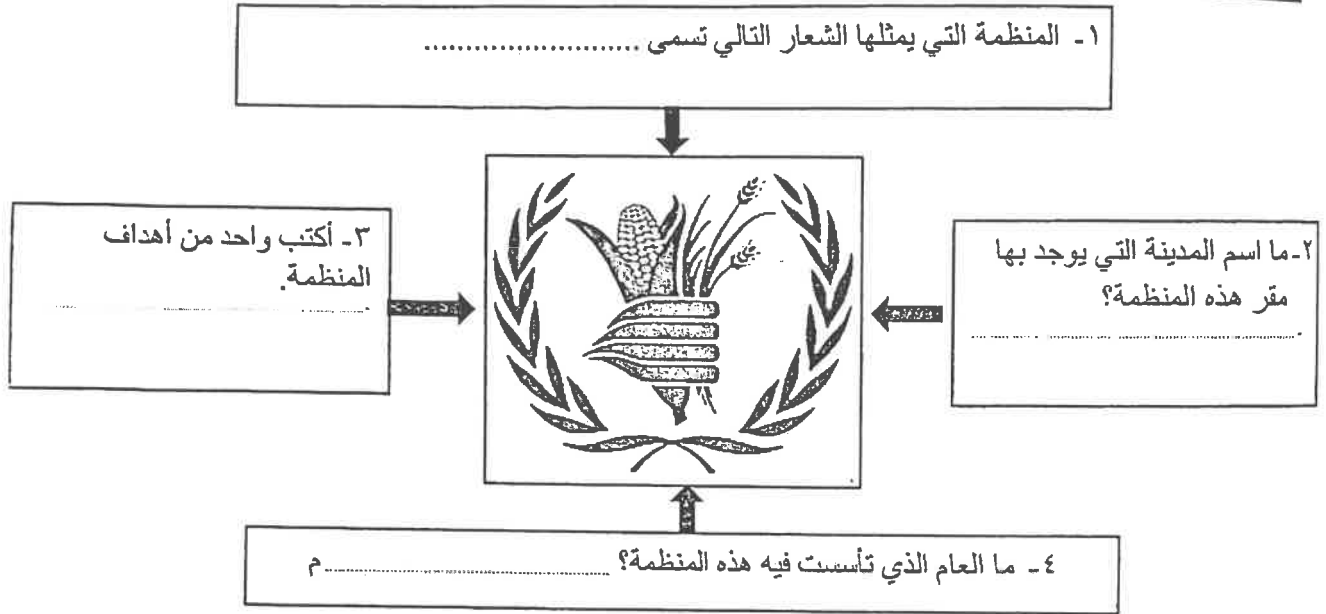 ١- المنظمة التي يمثلها الشعار التالي تسمى ........................
٢- ما اسم المدينة التي يوجد بها
مقر هذه المنظمة؟
................................
٣- أكتب واحد من أهداف
المنظمة.
................................
٤- ما العام الذي تأسست فيه هذه المنظمة؟ ................................م